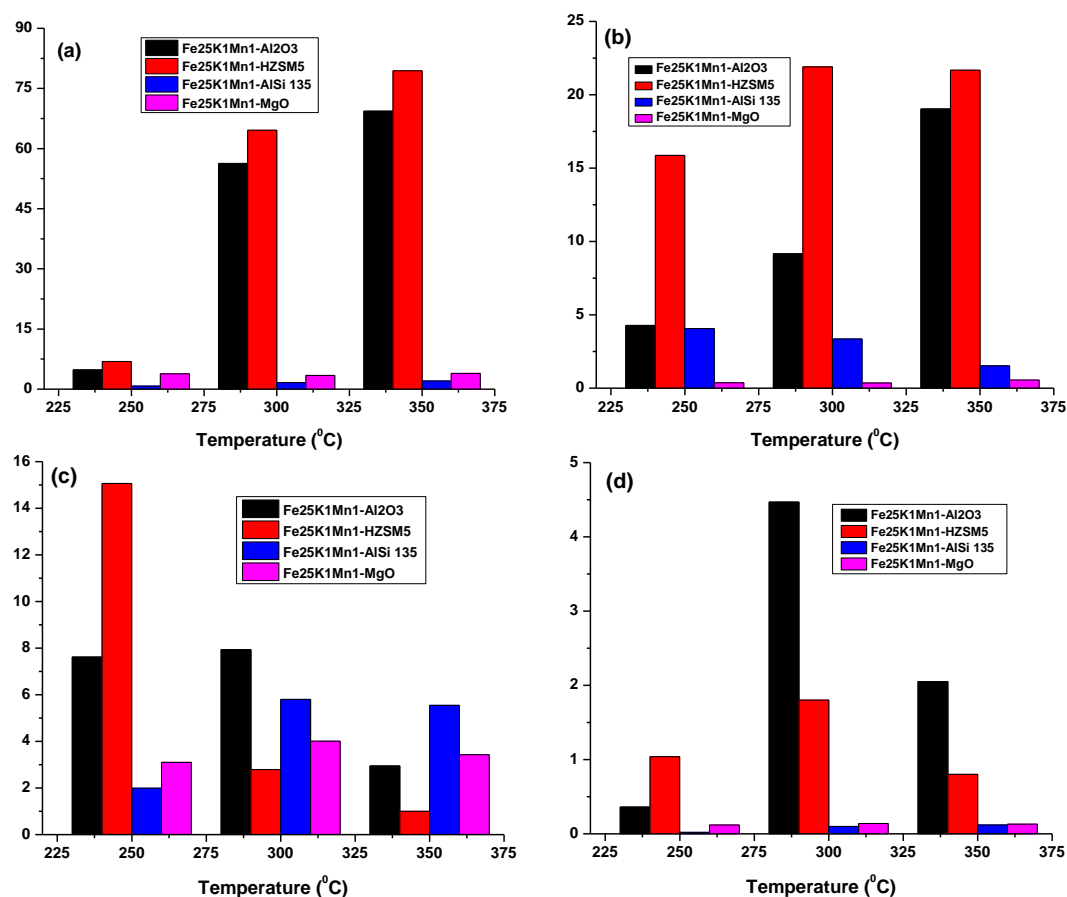 (a)
Fe25K1Mn1-Al2O3
Fe25K1Mn1-HZSM5
Fe25K1Mn1-AlSi 135
Fe25K1Mn1-MgO
90
75
60
45
30
15
0
225 250 275 300 325 350 375
Temperature (⁰C)
(b)
Fe25K1Mn1-Al2O3
Fe25K1Mn1-HZSM5
Fe25K1Mn1-AlSi 135
Fe25K1Mn1-MgO
25
20
15
10
5
0
225 250 275 300 325 350 375
Temperature (⁰C)
(c)
Fe25K1Mn1-Al2O3
Fe25K1Mn1-HZSM5
Fe25K1Mn1-AlSi 135
Fe25K1Mn1-MgO
16
14
12
10
8
6
4
2
0
225 250 275 300 325 350 375
Temperature (⁰C)
(d)
Fe25K1Mn1-Al2O3
Fe25K1Mn1-HZSM5
Fe25K1Mn1-AlSi 135
Fe25K1Mn1-MgO
5
4
3
2
1
0
225 250 275 300 325 350 375
Temperature (⁰C)